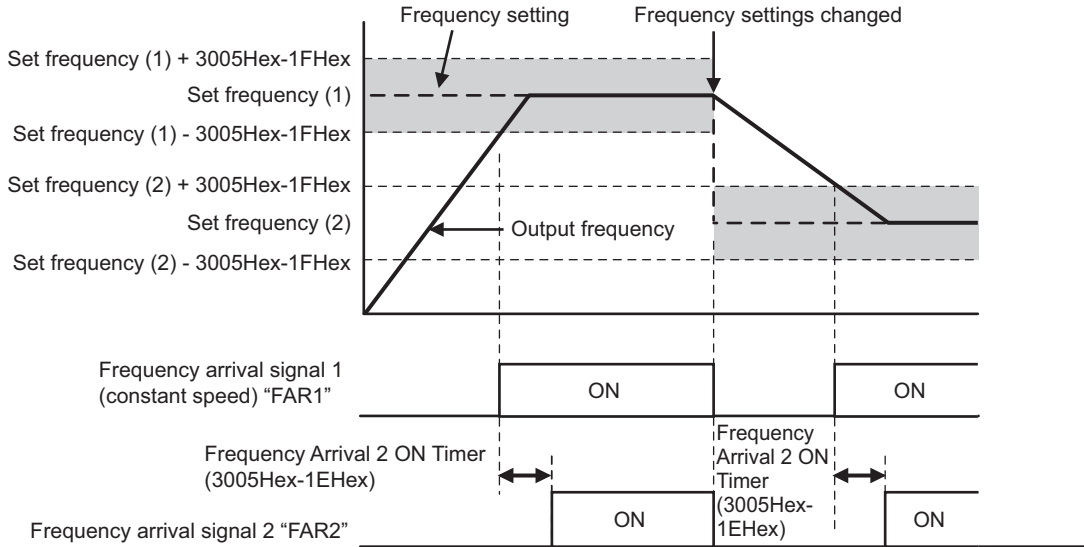 Frequency setting
Frequency settings changed
Set frequency (1) + 3005Hex-1FHex
Set frequency (1)
Set frequency (1) - 3005Hex-1FHex
Set frequency (2) + 3005Hex-1FHex
Set frequency (2)
Output frequency
Set frequency (2) - 3005Hex-1FHex
Frequency arrival signal 1
(constant speed) “FAR1”
ON
ON
Frequency Arrival 2 ON Timer
(3005Hex-1EHex)
Frequency
Arrival 2 ON
Timer
(3005Hex-
1EHex)
Frequency arrival signal 2 “FAR2”
ON
ON